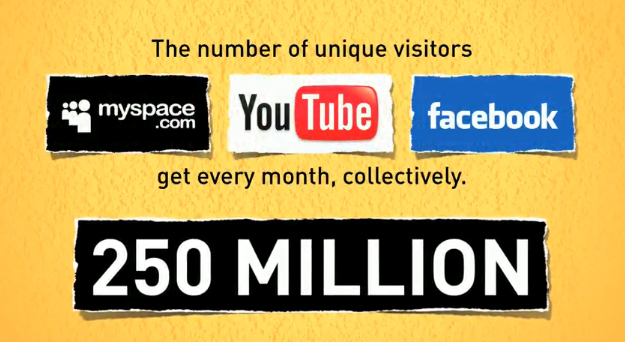 The number of unique visitors
myspace
.com
YouTube
facebook
get every month, collectively.
250 MILLION